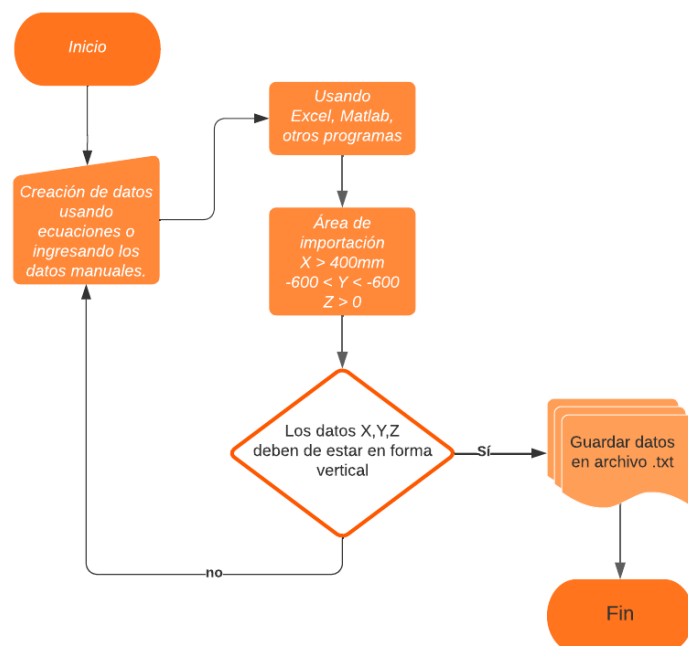 Inicio
Creación de datos
usando
ecuaciones o
ingresando los
datos manuales.
Usando
Excel, Matlab,
otros programas
Área de
importación
X > 400mm
-600 < Y < -600
Z > 0
Los datos X,Y,Z
deben de estar en forma
vertical
Sí
no
Guardar datos
en archivo .txt
Fin